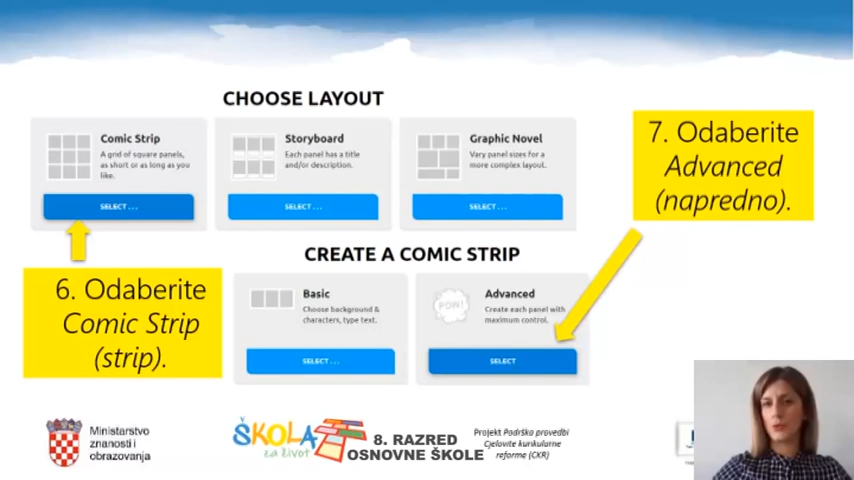 CHOOSE LAYOUT
Comic Strip
A grid of square panels,
as short or as long as you
like.
SELECT ...
Storyboard
Each panel has a title
and/or description.
SELECT ...
Graphic Novel
Vary panel sizes for a
more complex layout.
SELECT ...
7. Odaberite
Advanced
(napredno).
6. Odaberite
Comic Strip
(strip).
CREATE A COMIC STRIP
Basic
Choose background &
characters, type text.
SELECT ...
POW!
Advanced
Create each panel with
maximum control.
SELECT
Ministarstvo
znanosti i
obrazovanja
ŠKOLA
za život
8. RAZRED
OSNOVNE ŠKOLE
Projekt Podrška provedbi
Cjelovite kurikularne
reforme (CKR)